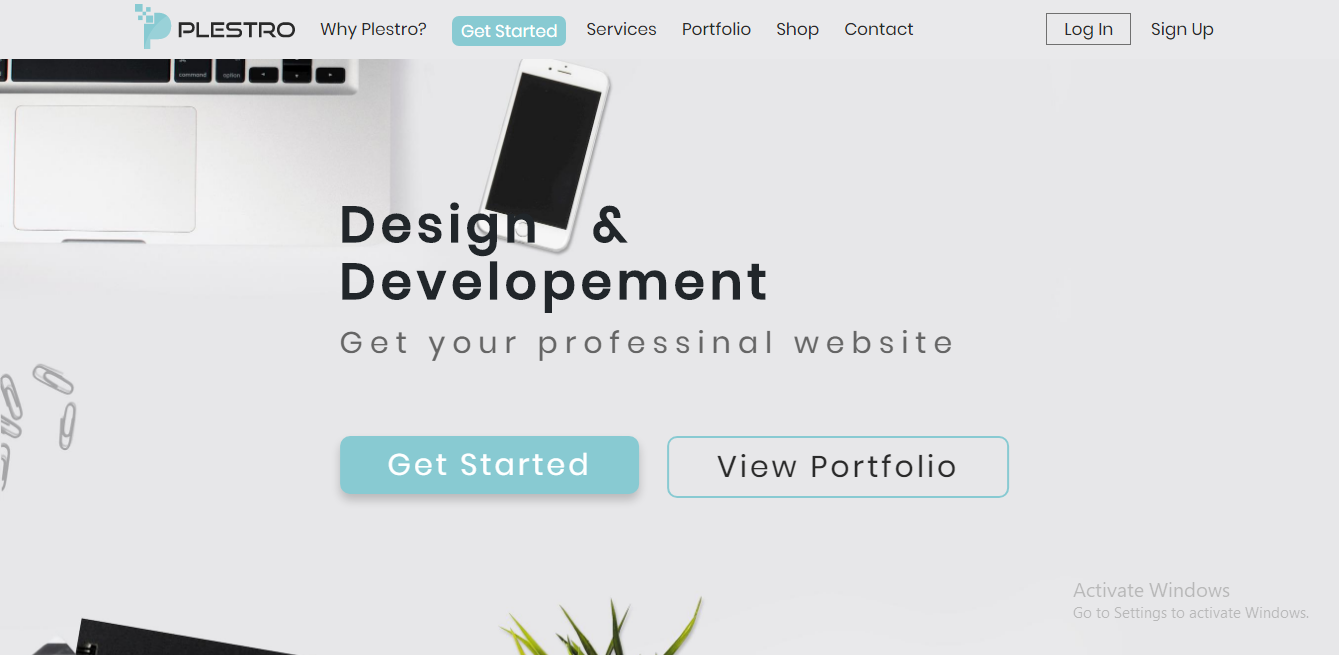 PLESTRO
Why Plestro?
Get Started
Services
Portfolio
Shop
Contact
Log In
Sign Up
command
option
Design &
Developement
Get your professinal website
Get Started
View Portfolio
Activate Windows
Go to Settings to activate Windows.